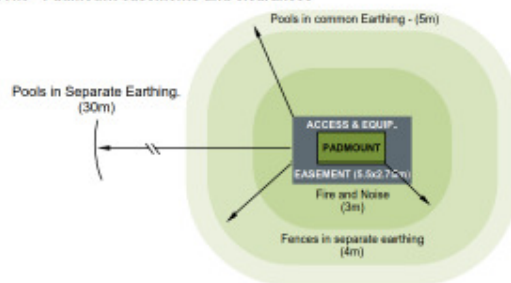 Pools in common Earthing - (5m)
Pools in Separate Earthing.
(30m)
ACCESS & EQUIP..
PADMOUNT
EASEMENT
Fire and Noise
(3m)
Fences in separate earthing
(4m)